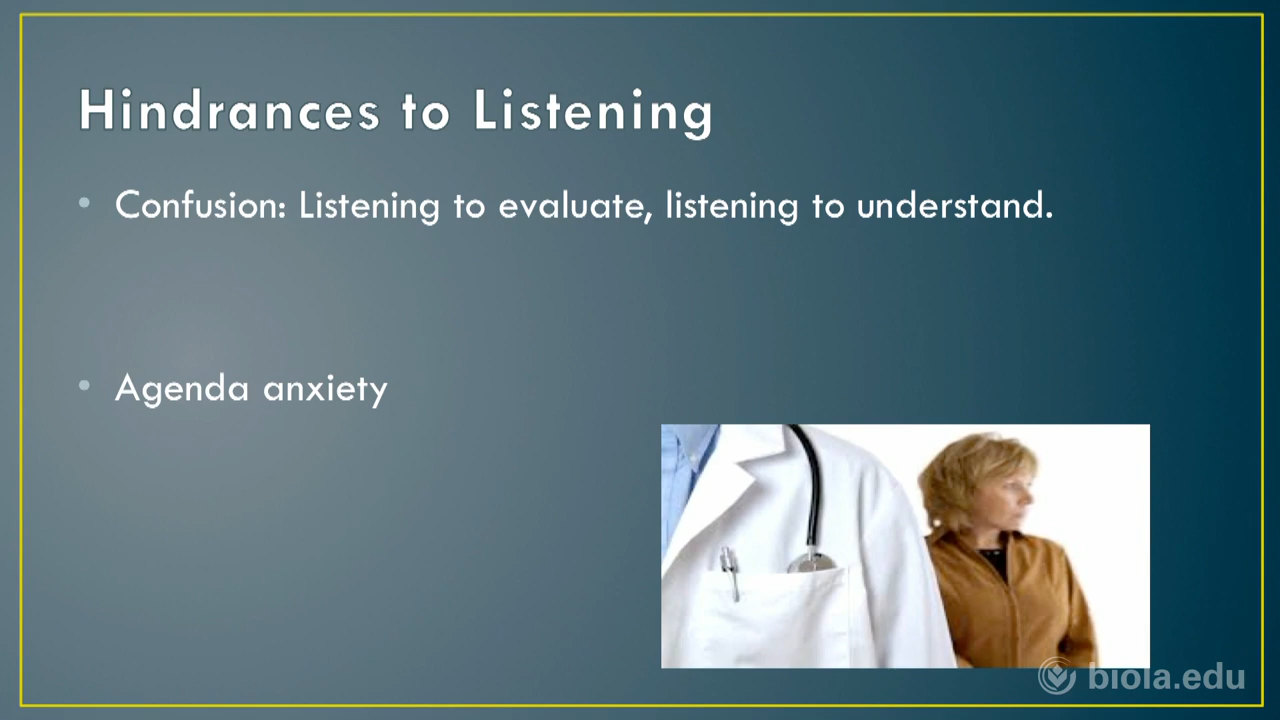 Hindrances to Listening
• Confusion: Listening to evaluate, listening to understand.
• Agenda anxiety
biola.edu